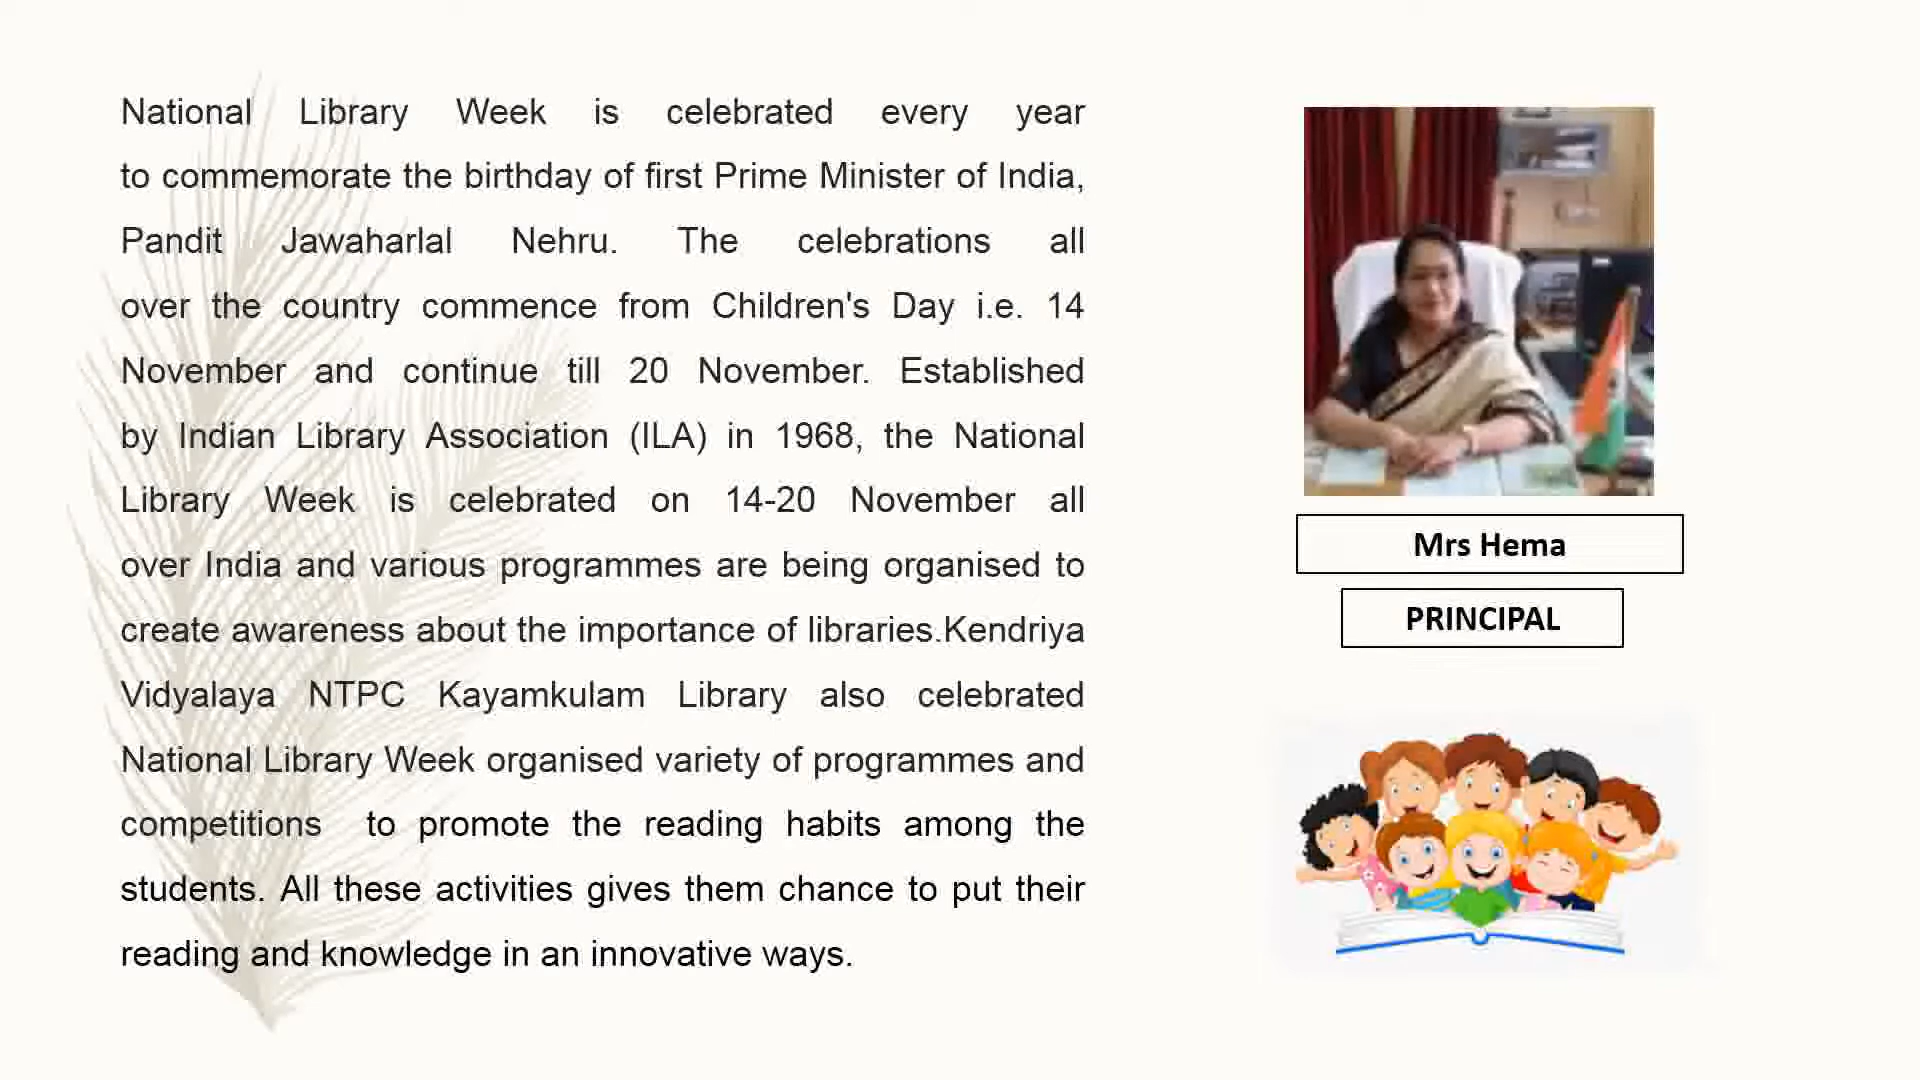 National Library Week is celebrated every year
to commemorate the birthday of first Prime Minister of India,
Pandit Jawaharlal Nehru. The celebrations all
over the country commence from Children's Day i.e. 14
November and continue till 20 November. Established
by Indian Library Association (ILA) in 1968, the National
Library Week is celebrated on 14-20 November all
over India and various programmes are being organised to
create awareness about the importance of libraries.Kendriya
Vidyalaya NTPC Kayamkulam Library also celebrated
National Library Week organised variety of programmes and
competitions to promote the reading habits among the
students. All these activities gives them chance to put their
reading and knowledge in an innovative ways.
Mrs Hema
PRINCIPAL